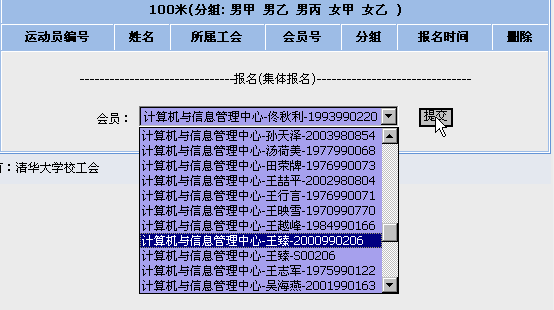 100米(分组: 男甲 男乙 男丙 女甲 女乙 )
运动员编号 姓名 所属工会 会员号 分组 报名时间 删除
--------------------------------报名(集体报名)--------------------------------
会员： 计算机与信息管理中心-佟秋利-1993990220 提交
计算机与信息管理中心-孙天泽-2003980854
计算机与信息管理中心-汤荷美-1977990068
计算机与信息管理中心-田荣牌-1976990073
计算机与信息管理中心-王喆平-2002980804
计算机与信息管理中心-王行言-1976990071
计算机与信息管理中心-王映雪-1970990770
计算机与信息管理中心-王越峰-1984990166
计算机与信息管理中心-王臻-2000990206
计算机与信息管理中心-王臻-S00206
计算机与信息管理中心-王志军-1975990122
计算机与信息管理中心-吴海燕-2001990163
：清华大学校工会